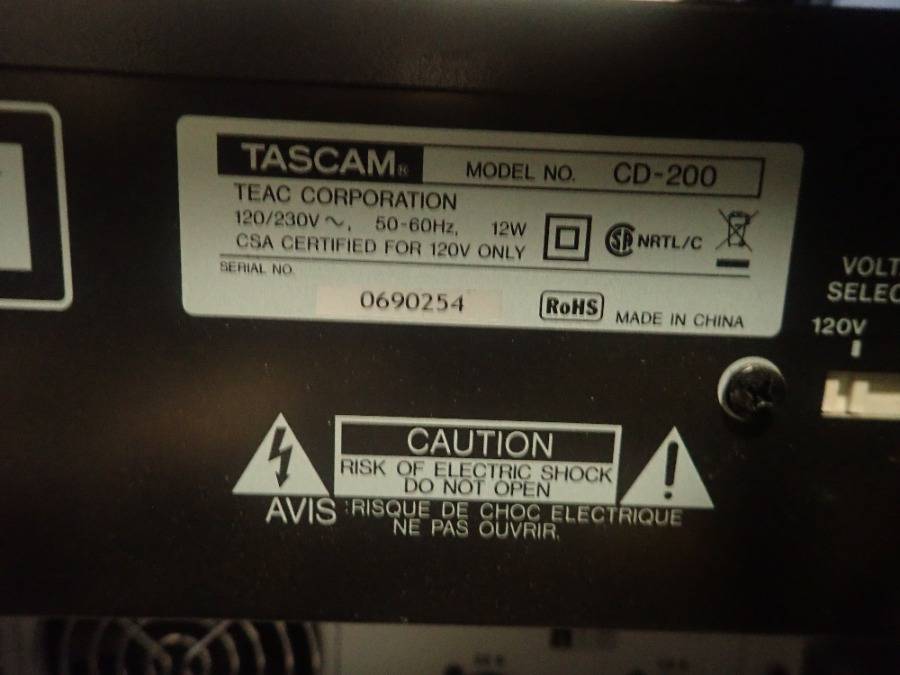 TASCAM® MODEL NO. CD-200
TEAC CORPORATION
120/230V ~, 50-60Hz, 12W
CSA CERTIFIED FOR 120V ONLY
NRTL/C
SERIAL NO.
0690254
RoHS
MADE IN CHINA
120V
CAUTION
RISK OF ELECTRIC SHOCK
DO NOT OPEN
AVIS :RISQUE DE CHOC ELECTRIQUE
NE PAS OUVRIR.